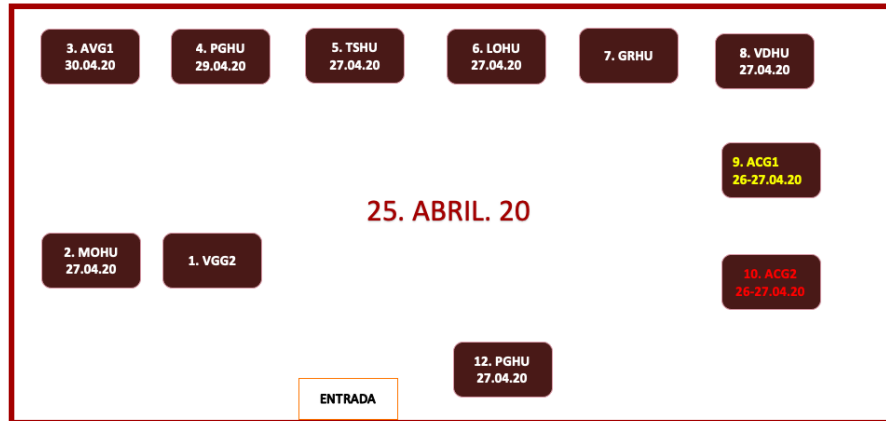 3. AVG1
30.04.20
4. PGHU
29.04.20
5. TSHU
27.04.20
6. LOHU
27.04.20
7. GRHU
8. VDHU
27.04.20
9. ACG1
26-27.04.20
25. ABRIL. 20
2. MOHU
27.04.20
1. VGG2
10. ACG2
26-27.04.20
12. PGHU
27.04.20
ENTRADA